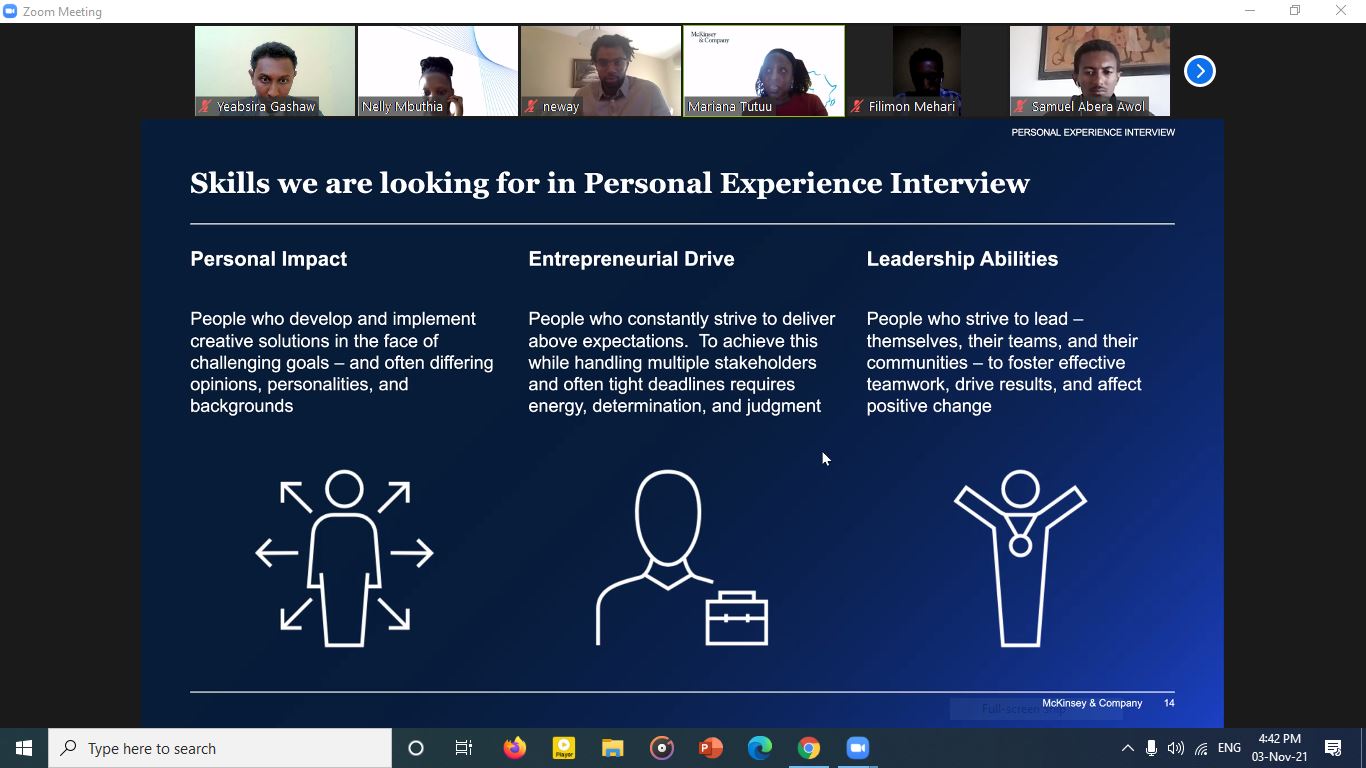 Zoom Meeting
McKinsey
& Company
Yeabsira Gashaw
Nelly Mbuthia
neway
Mariana Tutuu
Filimon Mehari
Samuel Abera Awol
PERSONAL EXPERIENCE INTERVIEW
Skills we are looking for in Personal Experience Interview
Personal Impact
People who develop and implement
creative solutions in the face of
challenging goals – and often differing
opinions, personalities, and
backgrounds
Entrepreneurial Drive
People who constantly strive to deliver
above expectations. To achieve this
while handling multiple stakeholders
and often tight deadlines requires
energy, determination, and judgment
Leadership Abilities
People who strive to lead –
themselves, their teams, and their
communities – to foster effective
teamwork, drive results, and affect
positive change
Full-screen
McKinsey & Company 14
Type here to search
Player
ENG
4:42 PM
03-Nov-21